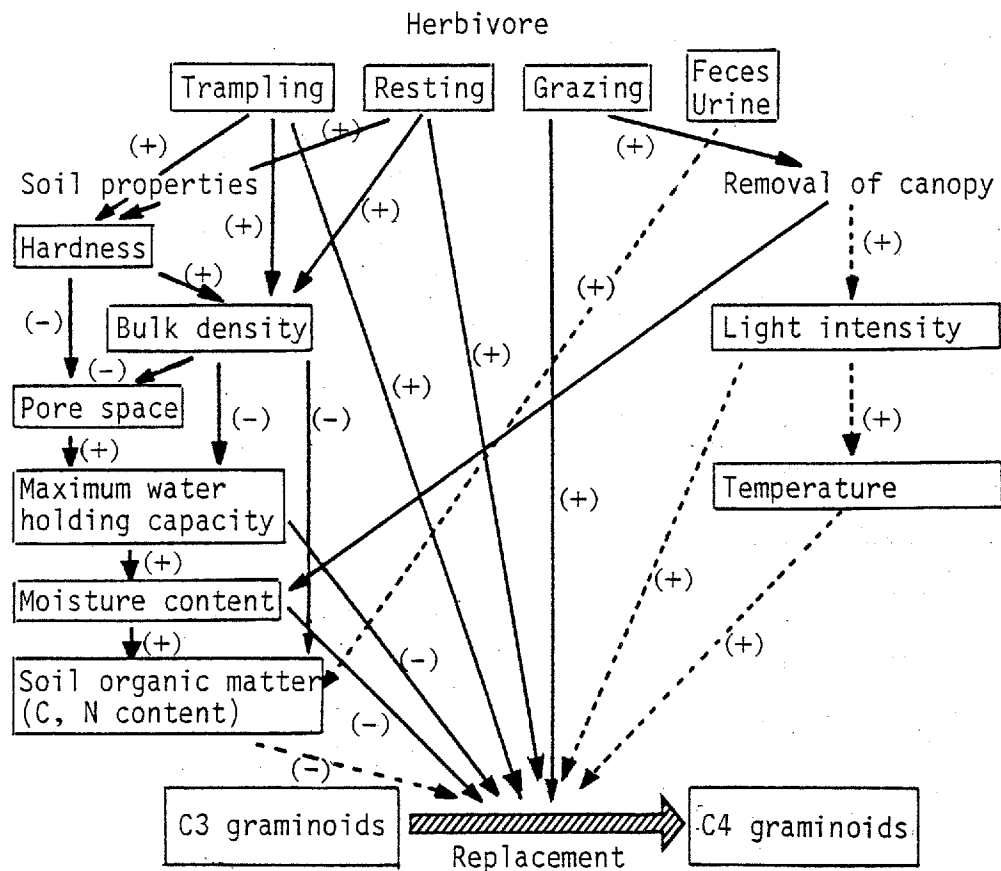 Herbivore
Trampling
Resting
Grazing
Feces
Urine
(+)
(+)
(+)
Soil properties
Removal of canopy
(+)
(+)
(+)
Hardness
(+)
(+)
(-)
Bulk density
Light intensity
(+)
(+)
(-)
Pore space
(-)
(-)
(+)
(+)
Maximum water
holding capacity
Temperature
(+)
(+)
(+)
Moisture content
(+)
(+)
Soil organic matter
(C, N content)
(-)
(-)
(-)
C3 graminoids
C4 graminoids
Replacement